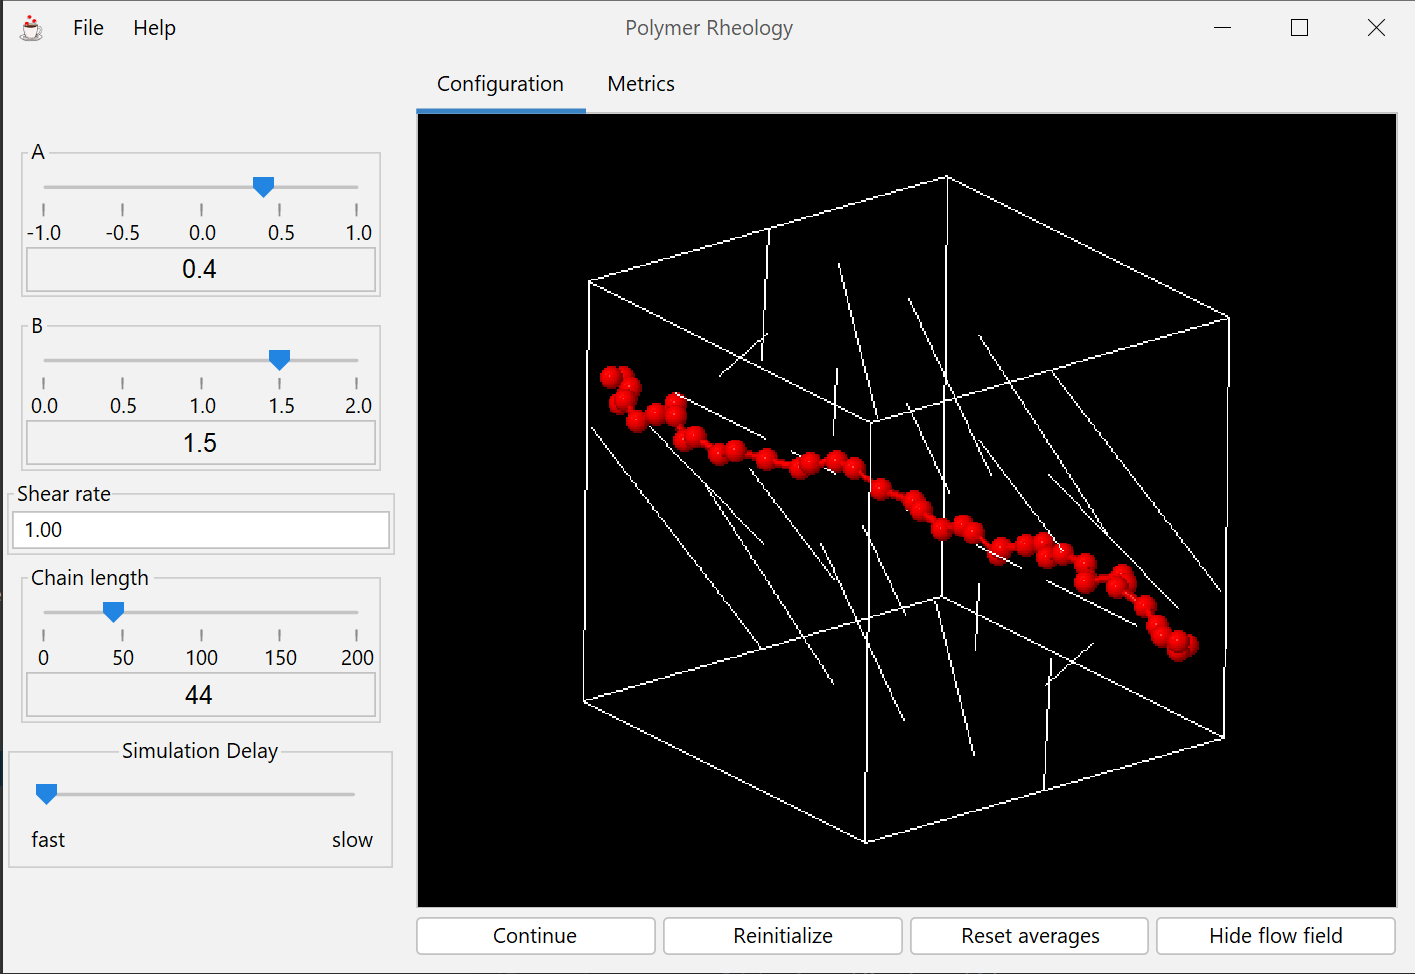 File Help Polymer Rheology
Configuration Metrics
A
-1.0 -0.5 0.0 0.5 1.0
0.4
B
0.0 0.5 1.0 1.5 2.0
1.5
Shear rate
1.00
Chain length
0 50 100 150 200
44
Simulation Delay
fast slow
Continue Reinitialize Reset averages Hide flow field